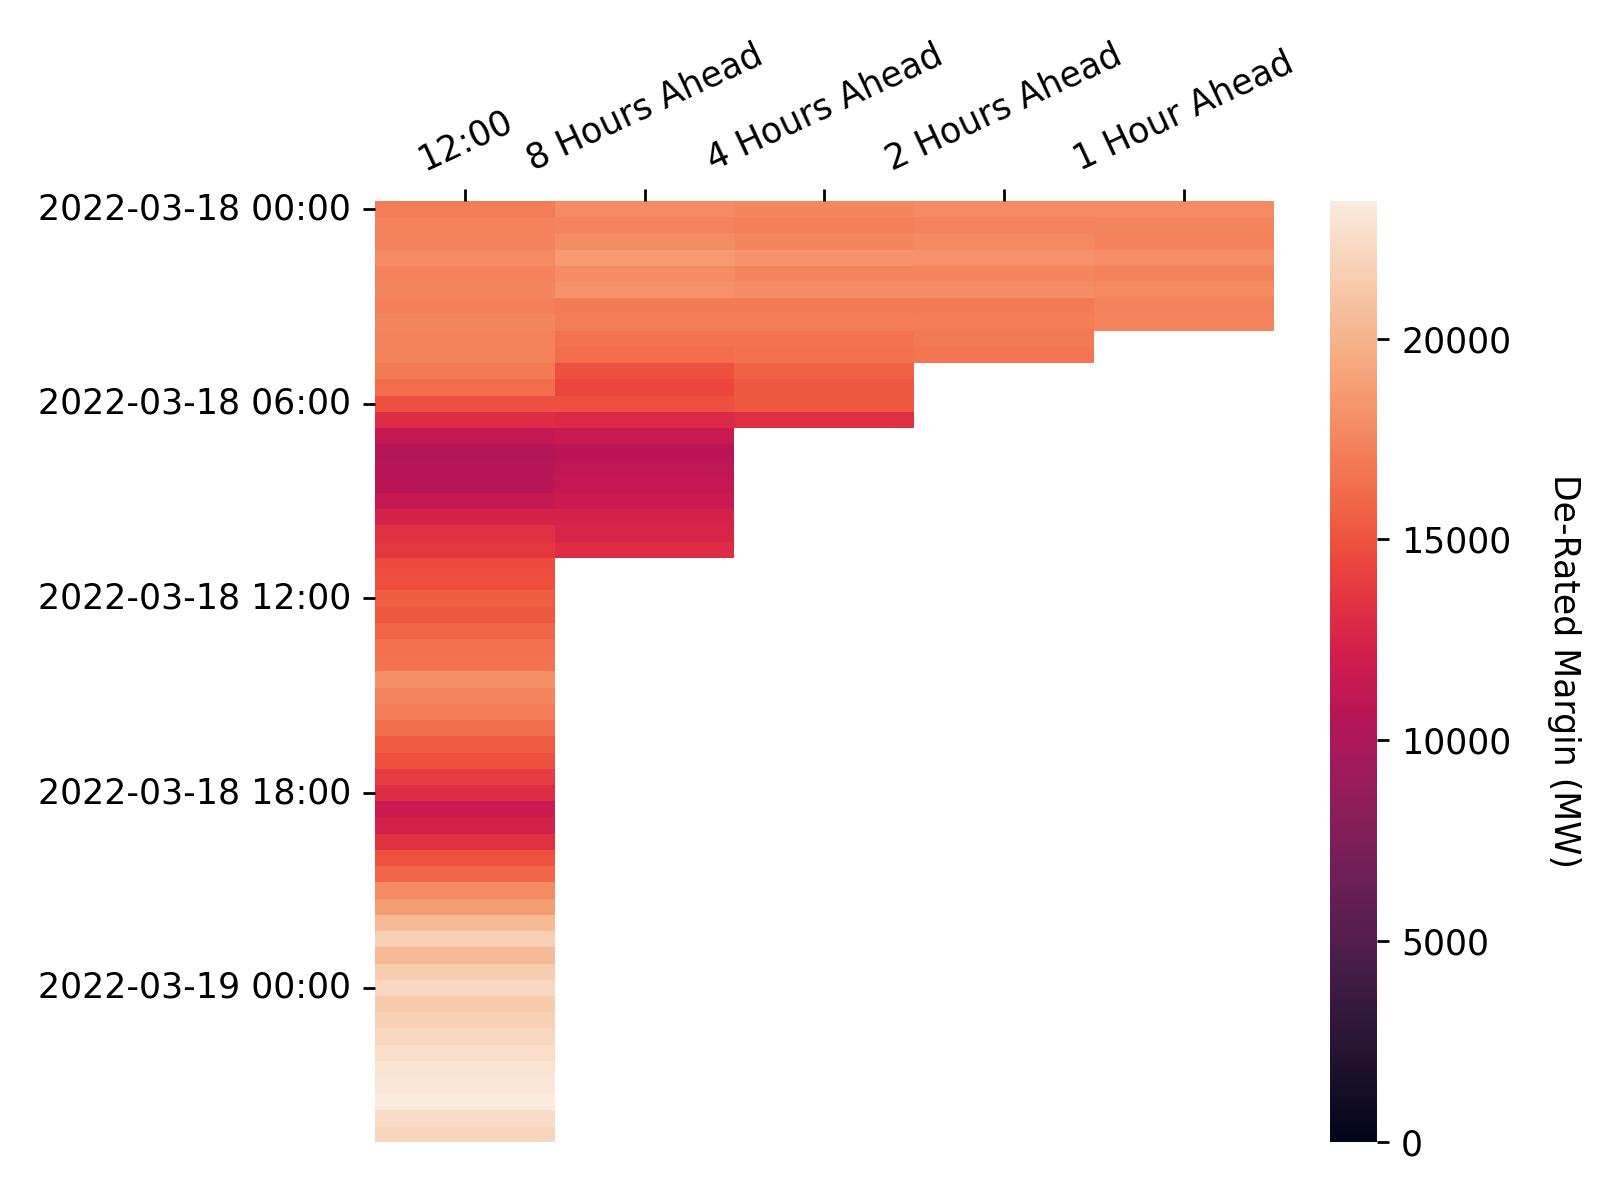 12:00
8 Hours Ahead
4 Hours Ahead
2 Hours Ahead
1 Hour Ahead
2022-03-18 00:00
2022-03-18 06:00
2022-03-18 12:00
2022-03-18 18:00
2022-03-19 00:00
20000
15000
10000
5000
0
De-Rated Margin (MW)